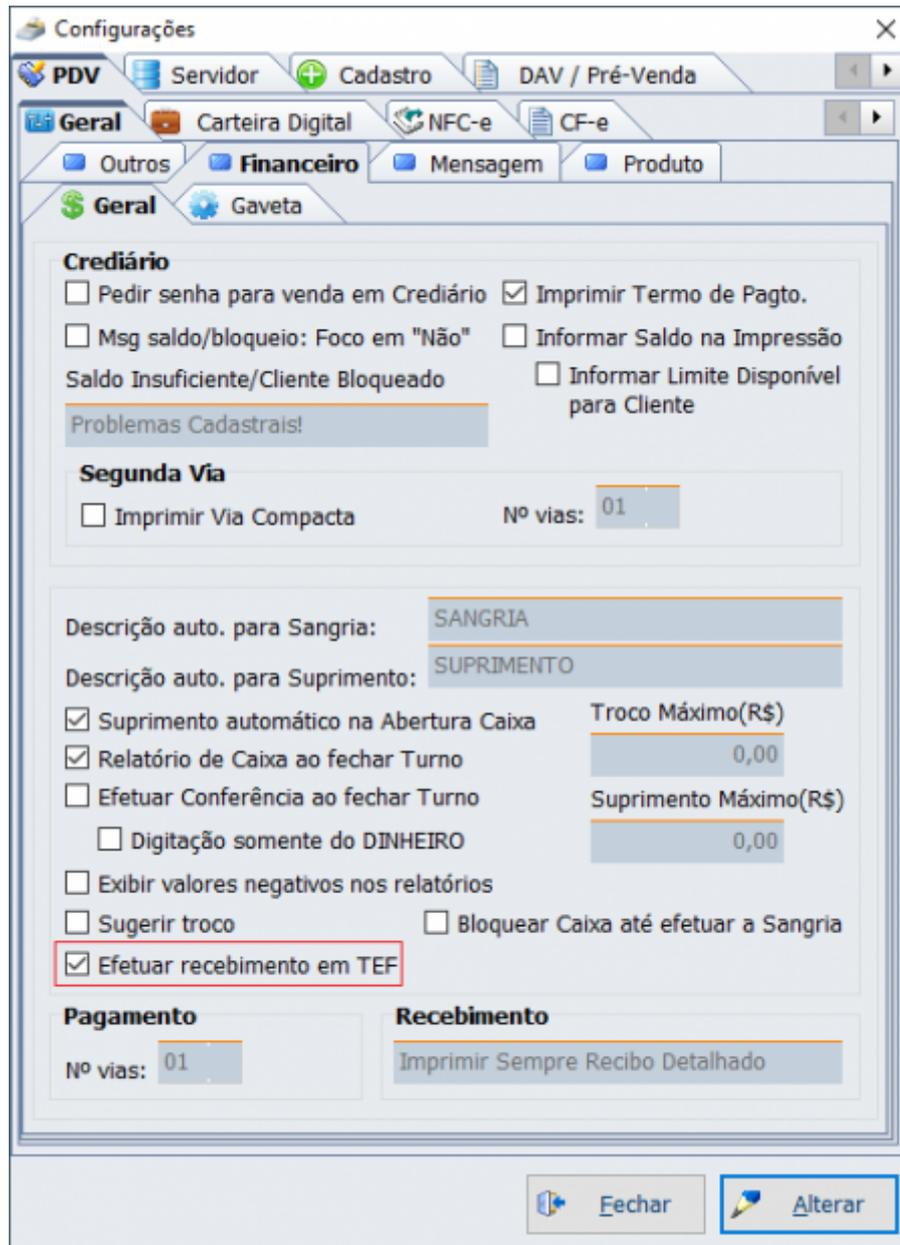 Configurações
PDV Servidor Cadastro DAV / Pré-Venda
Geral Carteira Digital NFC-e CF-e
Outros Financeiro Mensagem Produto
Geral Gaveta
Crediário
Pedir senha para venda em Crediário Imprimir Termo de Pagto.
Msg saldo/bloqueio: Foco em "Não" Informar Saldo na Impressão
Saldo Insuficiente/Cliente Bloqueado Informar Limite Disponível
para Cliente
Problemas Cadastrais!
Segunda Via
Imprimir Via Compacta Nº vias: 01
Descrição auto. para Sangria: SANGRIA
Descrição auto. para Suprimento: SUPRIMENTO
Suprimento automático na Abertura Caixa Troco Máximo(R$)
Relatório de Caixa ao fechar Turno 0,00
Efetuar Conferência ao fechar Turno Suprimento Máximo(R$)
Digitação somente do DINHEIRO 0,00
Exibir valores negativos nos relatórios
Sugerir troco Bloquear Caixa até efetuar a Sangria
Efetuar recebimento em TEF
Pagamento Recebimento
Nº vias: 01 Imprimir Sempre Recibo Detalhado
Fechar Alterar